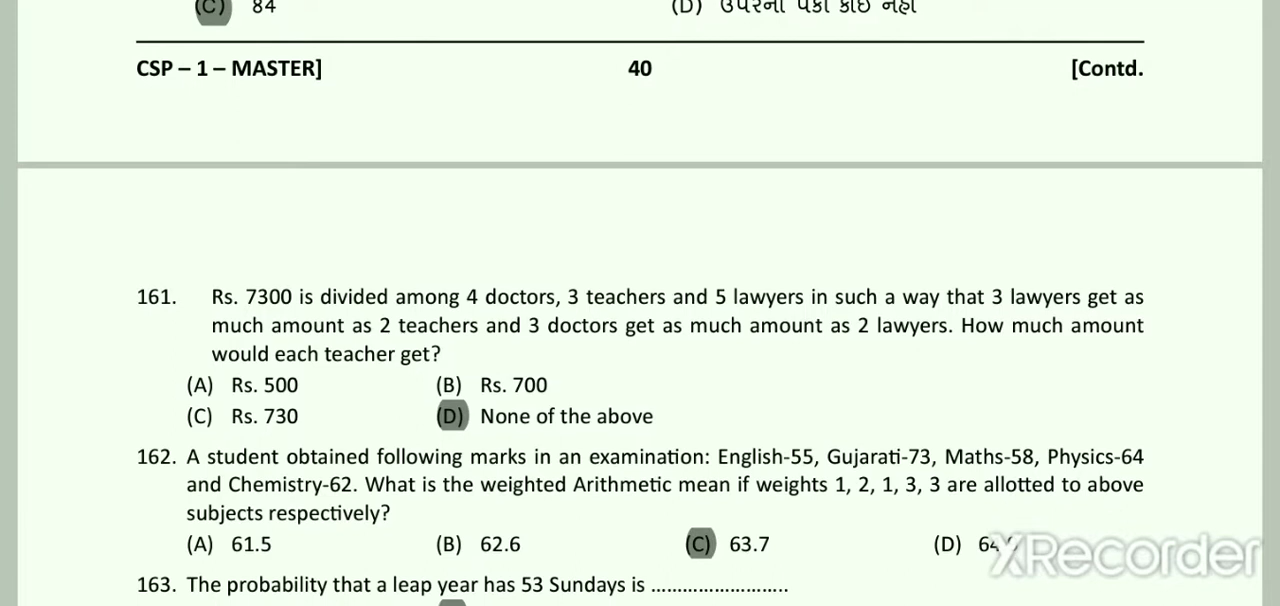 (C) 84 (D) ઉપરના પૈકી કોઈ નહીં
CSP – 1 – MASTER] 40 [Contd.
161. Rs. 7300 is divided among 4 doctors, 3 teachers and 5 lawyers in such a way that 3 lawyers get as
much amount as 2 teachers and 3 doctors get as much amount as 2 lawyers. How much amount
would each teacher get?
(A) Rs. 500 (B) Rs. 700
(C) Rs. 730 (D) None of the above
162. A student obtained following marks in an examination: English-55, Gujarati-73, Maths-58, Physics-64
and Chemistry-62. What is the weighted Arithmetic mean if weights 1, 2, 1, 3, 3 are allotted to above
subjects respectively?
(A) 61.5 (B) 62.6 (C) 63.7 (D)
XRecorder
163. The probability that a leap year has 53 Sundays is ..........................